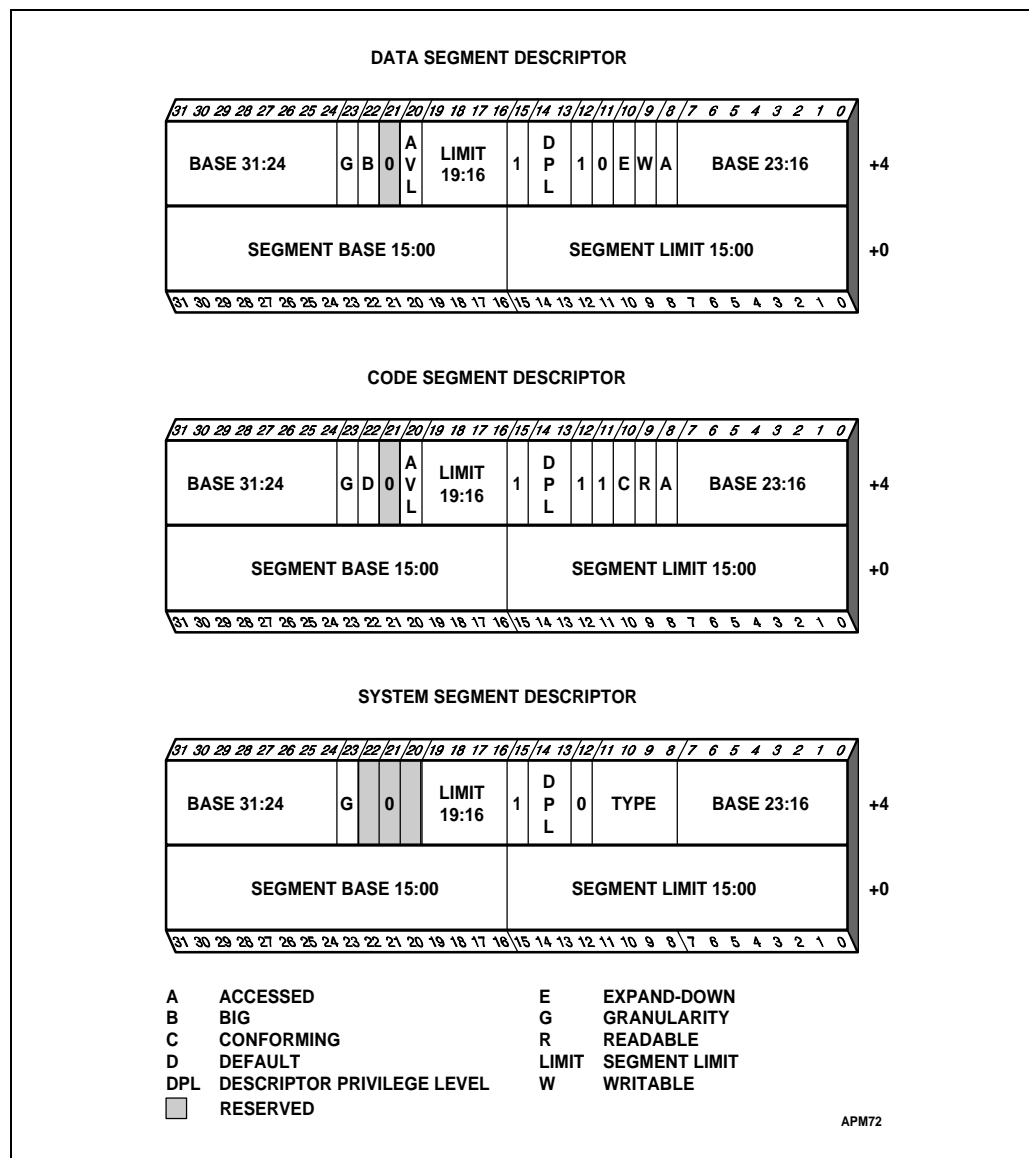 DATA SEGMENT DESCRIPTOR
31 30 29 28 27 26 25 24 23 22 21 20 19 18 17 16 15 14 13 12 11 10 9 8 7 6 5 4 3 2 1 0
BASE 31:24 G B 0 AVL LIMIT 19:16 1 DPL 1 0 E W A BASE 23:16 +4
SEGMENT BASE 15:00 SEGMENT LIMIT 15:00 +0
31 30 29 28 27 26 25 24 23 22 21 20 19 18 17 16 15 14 13 12 11 10 9 8 7 6 5 4 3 2 1 0
CODE SEGMENT DESCRIPTOR
31 30 29 28 27 26 25 24 23 22 21 20 19 18 17 16 15 14 13 12 11 10 9 8 7 6 5 4 3 2 1 0
BASE 31:24 G D 0 AVL LIMIT 19:16 1 DPL 1 1 C R A BASE 23:16 +4
SEGMENT BASE 15:00 SEGMENT LIMIT 15:00 +0
31 30 29 28 27 26 25 24 23 22 21 20 19 18 17 16 15 14 13 12 11 10 9 8 7 6 5 4 3 2 1 0
SYSTEM SEGMENT DESCRIPTOR
31 30 29 28 27 26 25 24 23 22 21 20 19 18 17 16 15 14 13 12 11 10 9 8 7 6 5 4 3 2 1 0
BASE 31:24 G 0 LIMIT 19:16 1 DPL 0 TYPE BASE 23:16 +4
SEGMENT BASE 15:00 SEGMENT LIMIT 15:00 +0
31 30 29 28 27 26 25 24 23 22 21 20 19 18 17 16 15 14 13 12 11 10 9 8 7 6 5 4 3 2 1 0
A ACCESSED E EXPAND-DOWN
B BIG G GRANULARITY
C CONFORMING R READABLE
D DEFAULT LIMIT SEGMENT LIMIT
DPL DESCRIPTOR PRIVILEGE LEVEL W WRITABLE
RESERVED
APM72